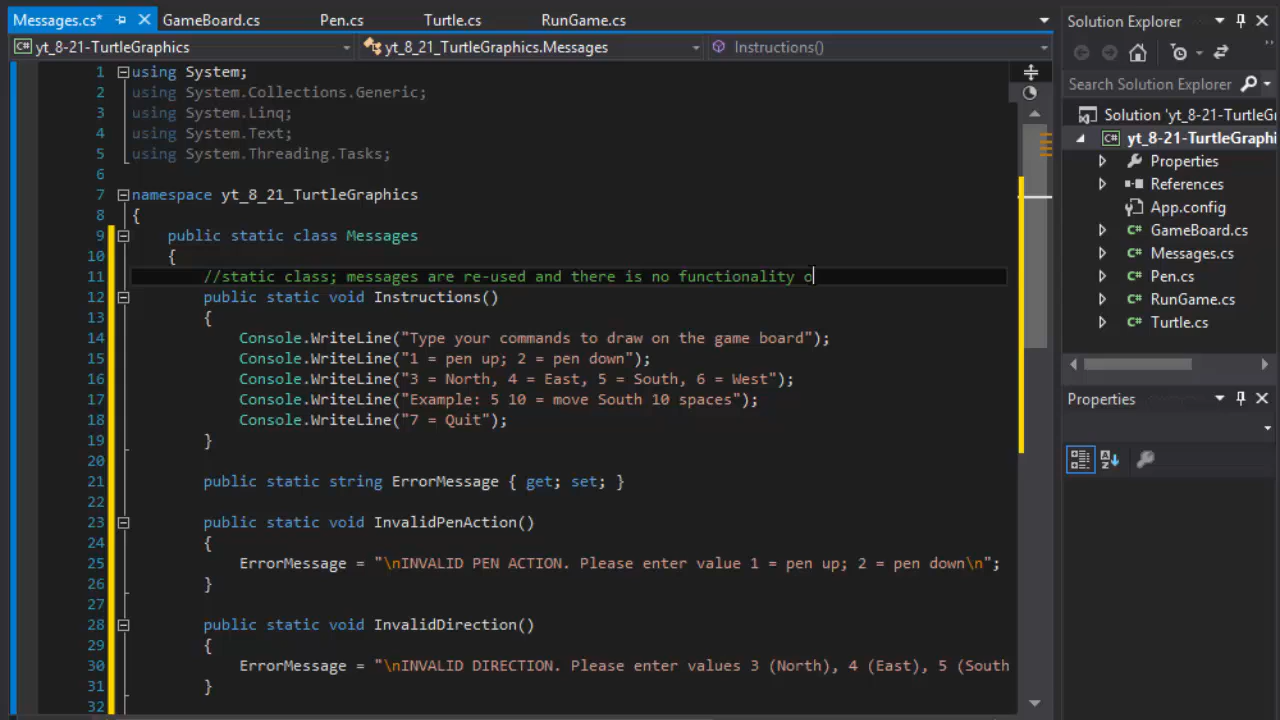 Messages.cs* GameBoard.cs Pen.cs Turtle.cs RunGame.cs
yt_8-21-TurtleGraphics yt_8_21_TurtleGraphics.Messages Instructions()
1 using System;
2 using System.Collections.Generic;
3 using System.Linq;
4 using System.Text;
5 using System.Threading.Tasks;
6
7 namespace yt_8_21_TurtleGraphics
8 {
9 public static class Messages
10 {
11 //static class; messages are re-used and there is no functionality o
12 public static void Instructions()
13 {
14 Console.WriteLine("Type your commands to draw on the game board");
15 Console.WriteLine("1 = pen up; 2 = pen down");
16 Console.WriteLine("3 = North, 4 = East, 5 = South, 6 = West");
17 Console.WriteLine("Example: 5 10 = move South 10 spaces");
18 Console.WriteLine("7 = Quit");
19 }
20
21 public static string ErrorMessage { get; set; }
22
23 public static void InvalidPenAction()
24 {
25 ErrorMessage = "\nINVALID PEN ACTION. Please enter value 1 = pen up; 2 = pen down\n";
26 }
27
28 public static void InvalidDirection()
29 {
30 ErrorMessage = "\nINVALID DIRECTION. Please enter values 3 (North), 4 (East), 5 (South
31 }
32
Solution Explorer
Search Solution Explorer
Solution 'yt_8-21-TurtleG
C# yt_8-21-TurtleGraphi
Properties
References
App.config
C# GameBoard.cs
C# Messages.cs
C# Pen.cs
C# RunGame.cs
C# Turtle.cs
Properties